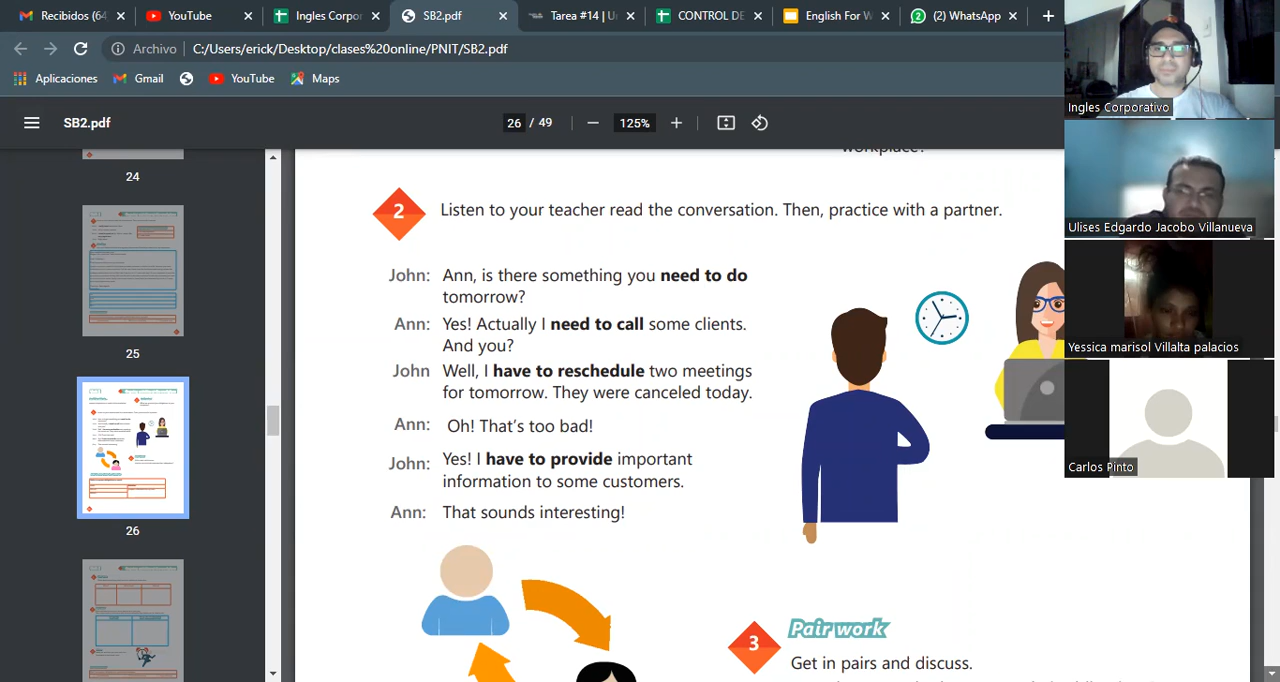 Recibidos (64
YouTube
Ingles Corpor
SB2.pdf
Tarea #14 | U
CONTROL DE
English For W
(2) WhatsApp
Archivo
C:/Users/erick/Desktop/clases%20online/PNIT/SB2.pdf
Aplicaciones
Gmail
YouTube
Maps
SB2.pdf
26 / 49
125%
24
25
26
workplace?
2
Listen to your teacher read the conversation. Then, practice with a partner.
John: Ann, is there something you need to do
tomorrow?
Ann: Yes! Actually I need to call some clients.
And you?
John Well, I have to reschedule two meetings
for tomorrow. They were canceled today.
Ann: Oh! That's too bad!
John: Yes! I have to provide important
information to some customers.
Ann: That sounds interesting!
3
Pair work
Get in pairs and discuss.
Ingles Corporativo
Ulises Edgardo Jacobo Villanueva
Yessica marisol Villalta palacios
Carlos Pinto